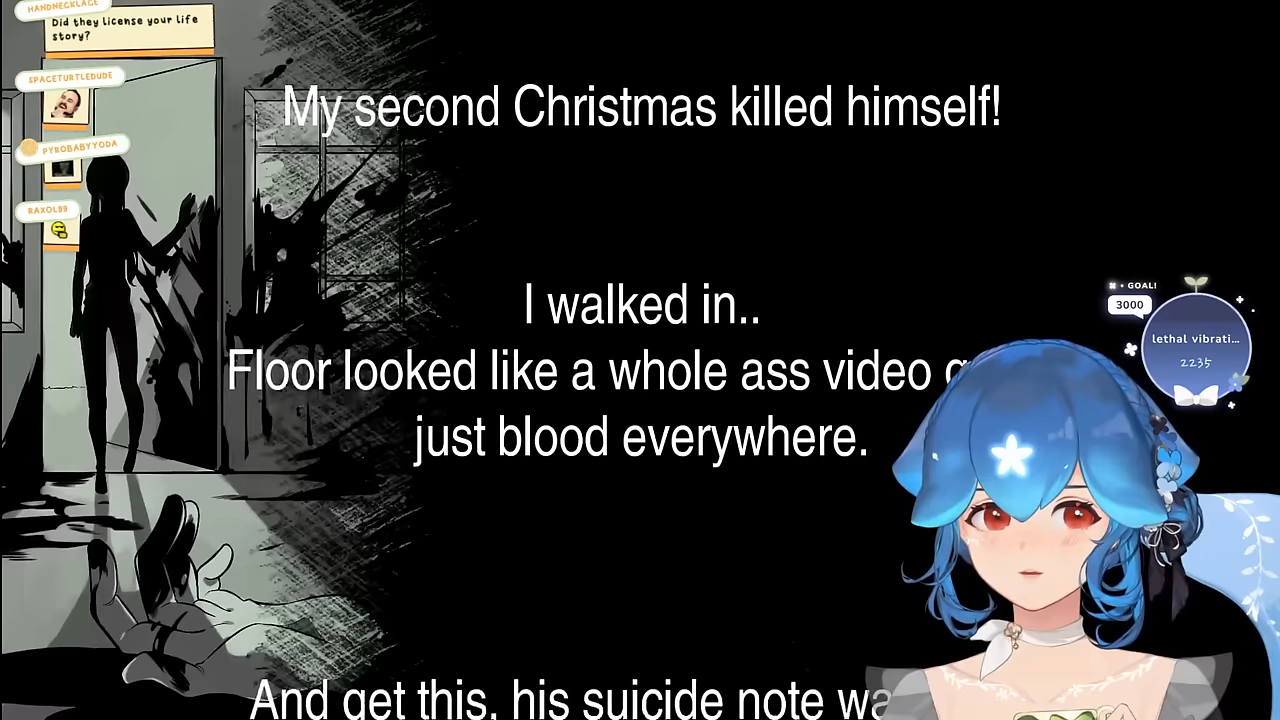 HANDNECKLACE
Did they license your life
story?
SPACETURTLEDUDE
PYROBABYYODA
RAXOL99
My second Christmas killed himself!
I walked in..
Floor looked like a whole ass video
just blood everywhere.
And get this, his suicide note
• GOAL!
3000
lethal vibrati...
2235